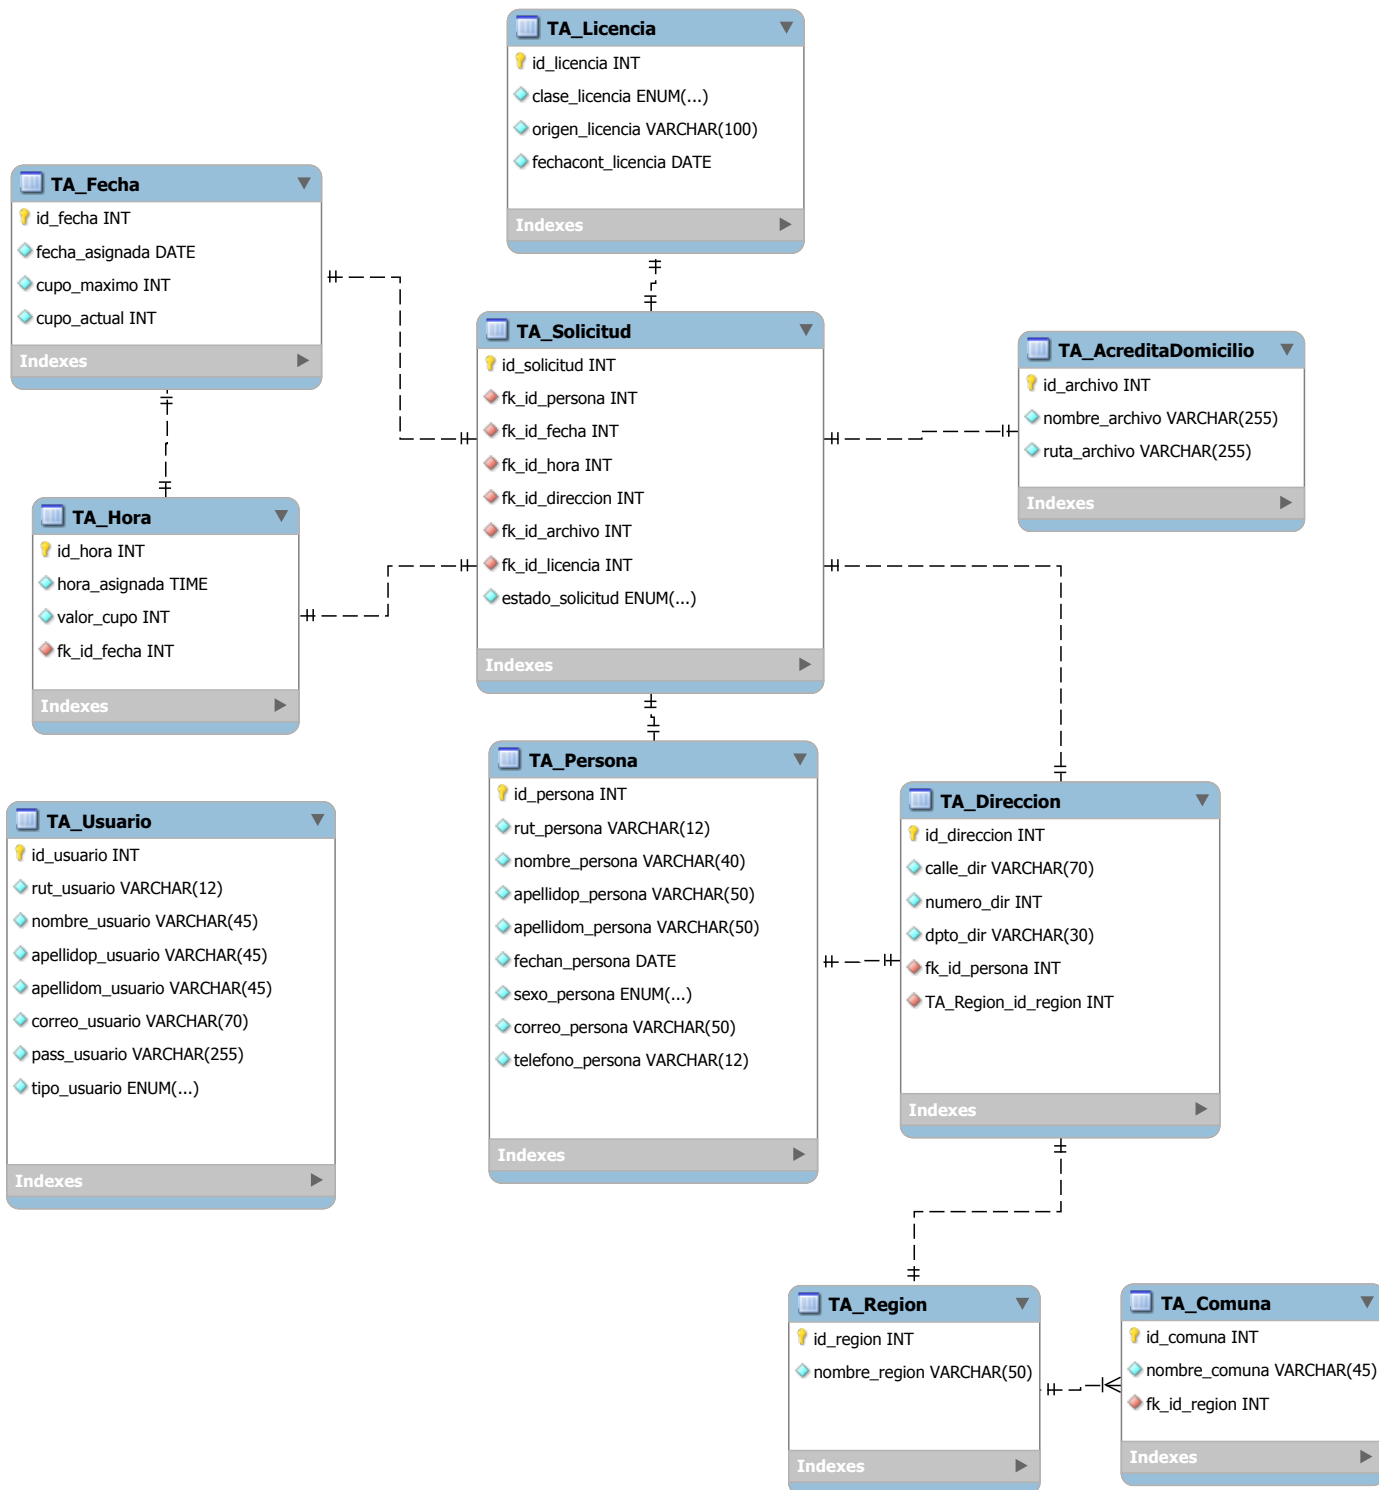 TA_Licencia
id_licencia INT
clase_licencia ENUM(...)
origen_licencia VARCHAR(100)
fechacont_licencia DATE
Indexes
TA_Fecha
id_fecha INT
fecha_asignada DATE
cupo_maximo INT
cupo_actual INT
Indexes
TA_Solicitud
id_solicitud INT
fk_id_persona INT
fk_id_fecha INT
fk_id_hora INT
fk_id_direccion INT
fk_id_archivo INT
fk_id_licencia INT
estado_solicitud ENUM(...)
Indexes
TA_AcreditaDomicilio
id_archivo INT
nombre_archivo VARCHAR(255)
ruta_archivo VARCHAR(255)
Indexes
TA_Hora
id_hora INT
hora_asignada TIME
valor_cupo INT
fk_id_fecha INT
Indexes
TA_Usuario
id_usuario INT
rut_usuario VARCHAR(12)
nombre_usuario VARCHAR(45)
apellidop_usuario VARCHAR(45)
apellidom_usuario VARCHAR(45)
correo_usuario VARCHAR(70)
pass_usuario VARCHAR(255)
tipo_usuario ENUM(...)
Indexes
TA_Persona
id_persona INT
rut_persona VARCHAR(12)
nombre_persona VARCHAR(40)
apellidop_persona VARCHAR(50)
apellidom_persona VARCHAR(50)
fechan_persona DATE
sexo_persona ENUM(...)
correo_persona VARCHAR(50)
telefono_persona VARCHAR(12)
Indexes
TA_Direccion
id_direccion INT
calle_dir VARCHAR(70)
numero_dir INT
dpto_dir VARCHAR(30)
fk_id_persona INT
TA_Region_id_region INT
Indexes
TA_Region
id_region INT
nombre_region VARCHAR(50)
Indexes
TA_Comuna
id_comuna INT
nombre_comuna VARCHAR(45)
fk_id_region INT
Indexes